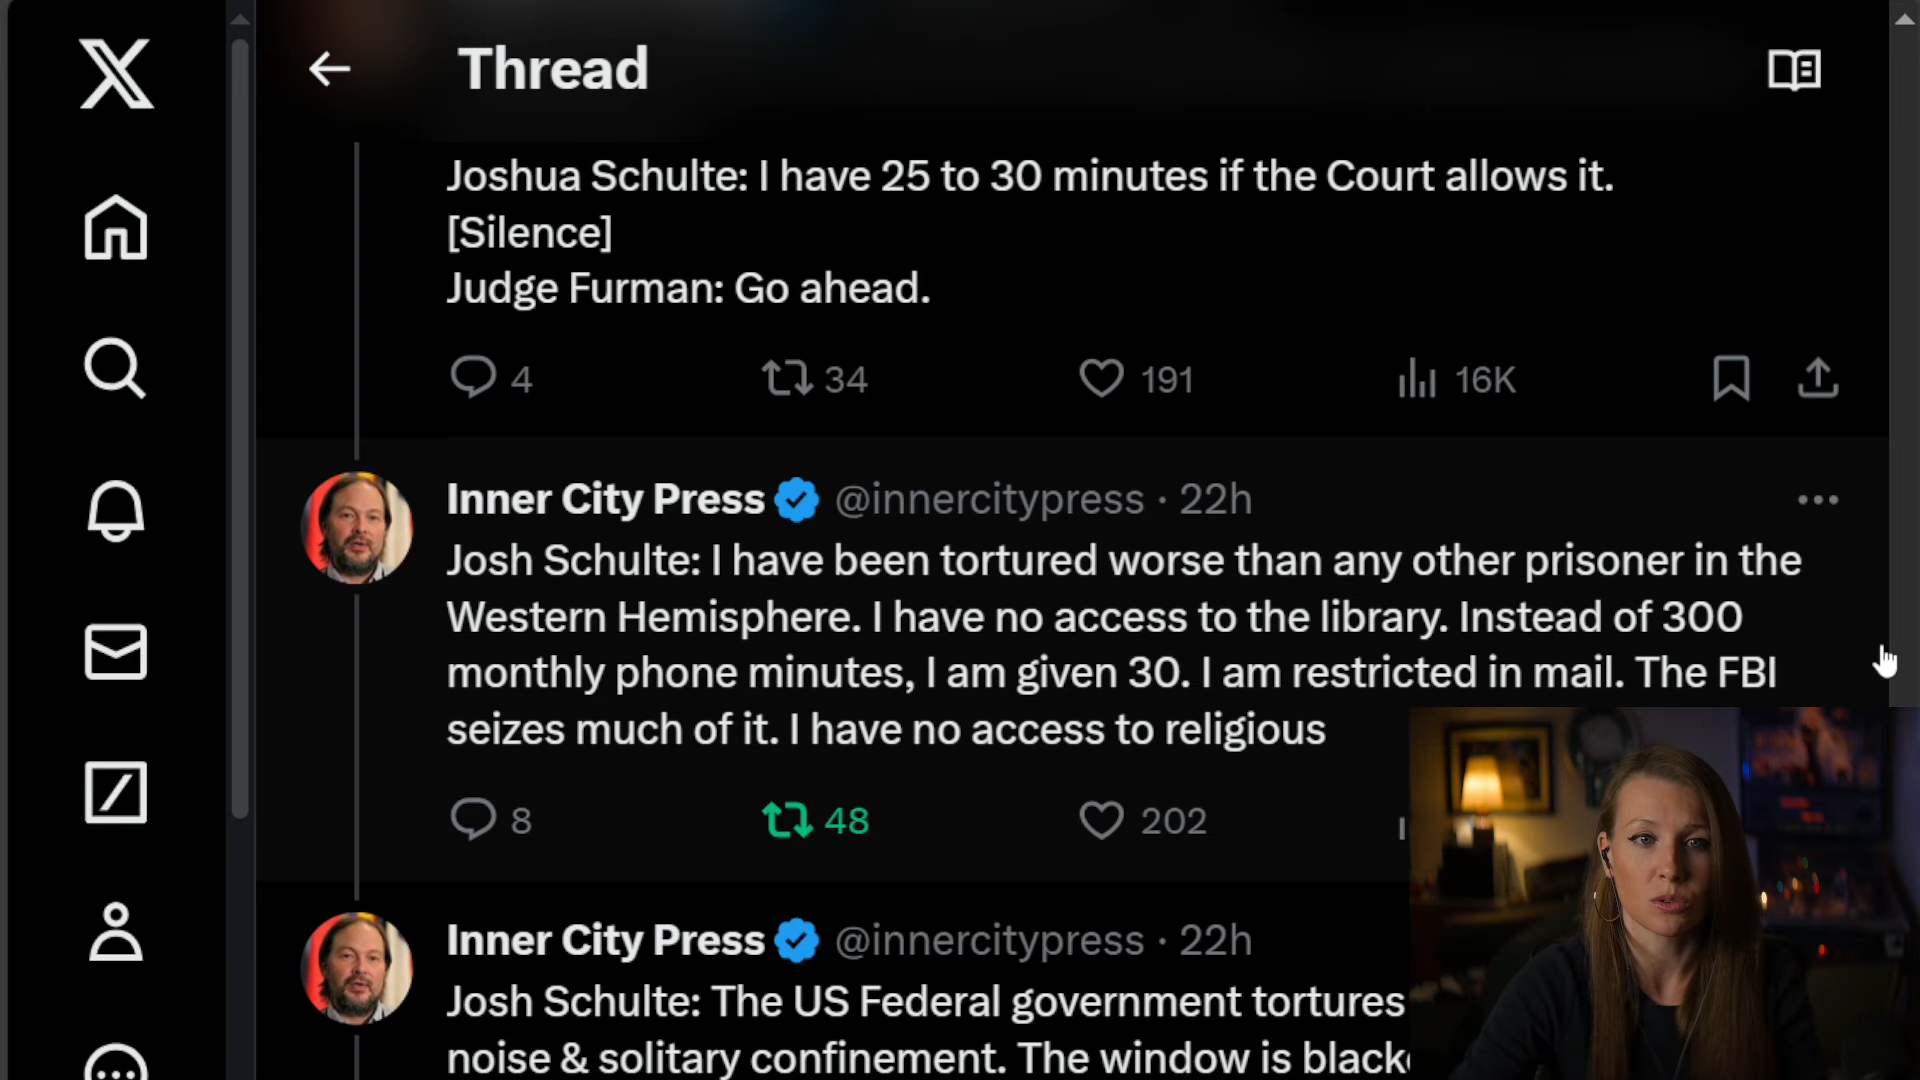 Thread
Joshua Schulte: I have 25 to 30 minutes if the Court allows it.
[Silence]
Judge Furman: Go ahead.
4 34 191 16K
Inner City Press @innercitypress · 22h
Josh Schulte: I have been tortured worse than any other prisoner in the
Western Hemisphere. I have no access to the library. Instead of 300
monthly phone minutes, I am given 30. I am restricted in mail. The FBI
seizes much of it. I have no access to religious
8 48 202
Inner City Press @innercitypress · 22h
Josh Schulte: The US Federal government tortures
noise & solitary confinement. The window is